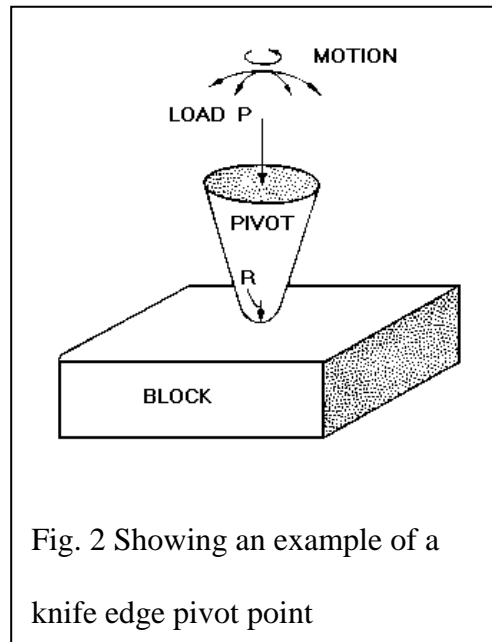 MOTION
LOAD P
PIVOT
R
BLOCK
Fig. 2 Showing an example of a
knife edge pivot point